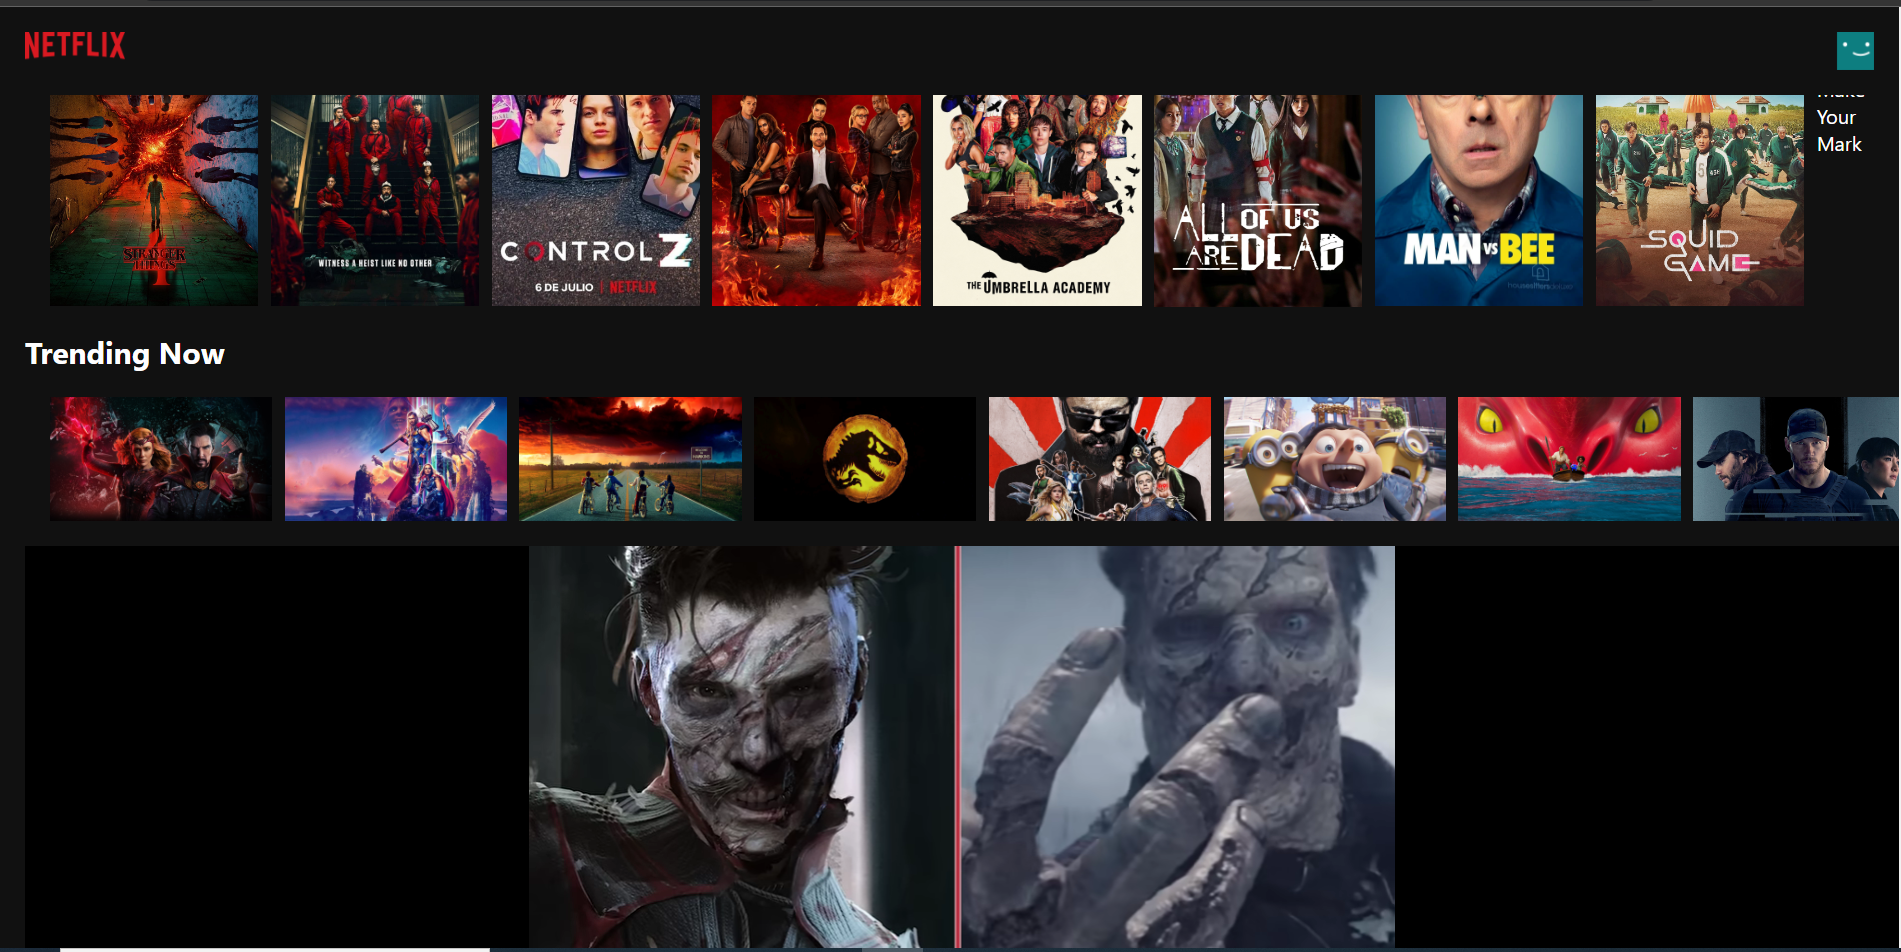 NETFLIX
Make
Your
Mark
STRANGER
THINGS
4
WITNESS A HEIST LIKE NO OTHER
CONTROL Z
6 DE JULIO | NETFLIX
THE UMBRELLA ACADEMY
ALL OF US
ARE DEAD
MAN VS BEE
SQUID
GAME
Trending Now